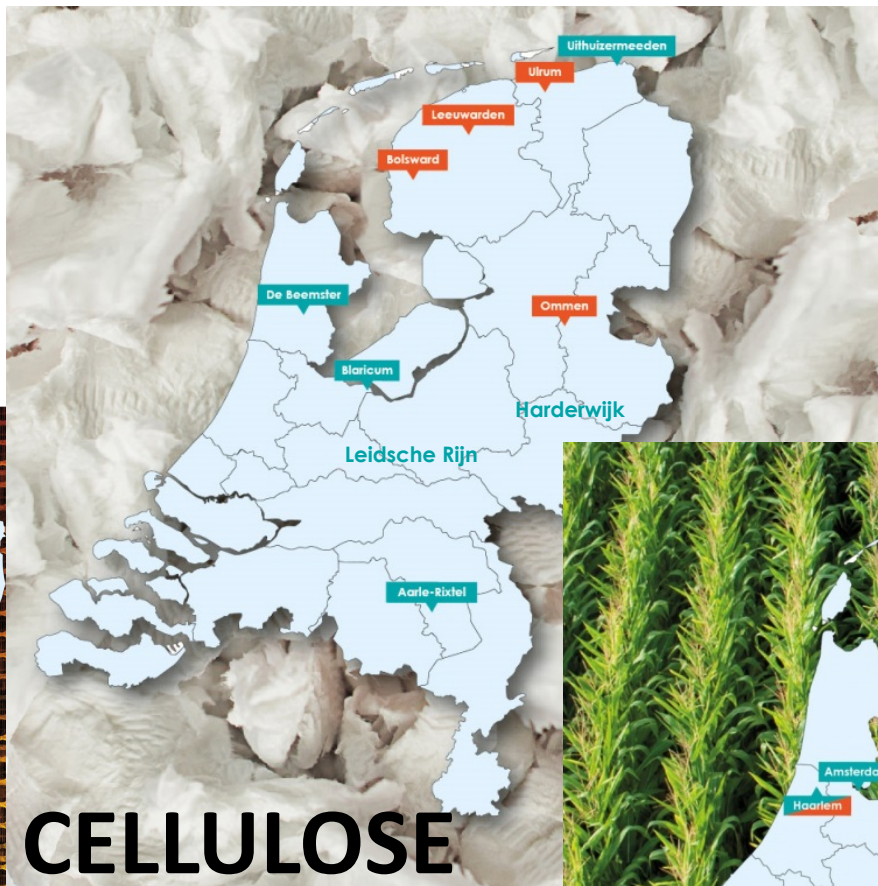 Uithuizermeeden
Ulrum
Leeuwarden
Bolsward
De Beemster
Ommen
Blaricum
Harderwijk
Leidsche Rijn
Aarle-Rixtel
Amsterda
Haarlem
CELLULOSE